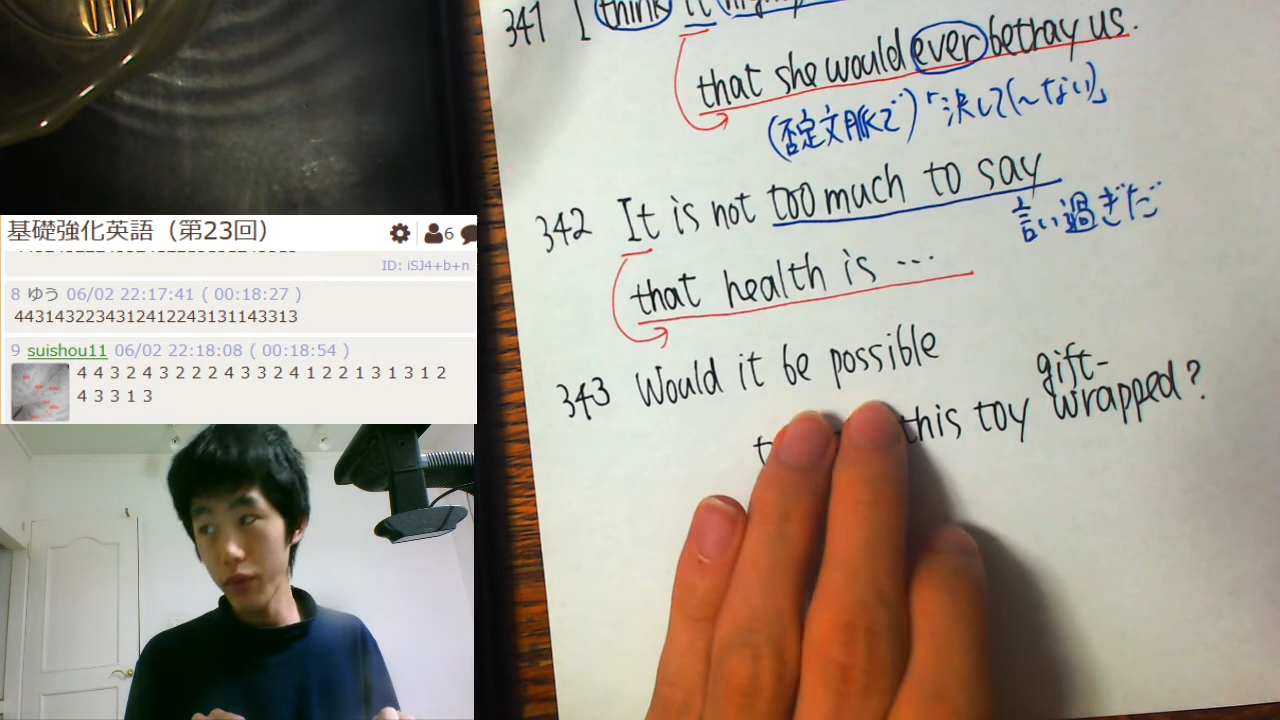 341 I think it
that she would ever betray us.
(否定文脈で)「決して(～ない)」
342 It is not too much to say
言い過ぎだ
that health is ...
343 Would it be possible
gift-
this toy wrapped?
基礎強化英語（第23回） 6
ID: iSJ4+b+n
8 ゆう 06/02 22:17:41 ( 00:18:27 )
4431432234312412243131143313
9 suishou11 06/02 22:18:08 ( 00:18:54 )
4 4 3 2 4 3 2 2 2 4 3 3 2 4 1 2 2 1 3 1 3 1 2
4 3 3 1 3